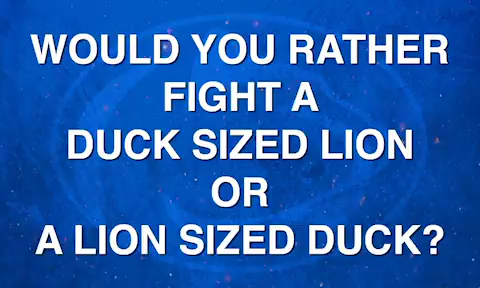 WOULD YOU RATHER
FIGHT A
DUCK SIZED LION
OR
A LION SIZED DUCK?